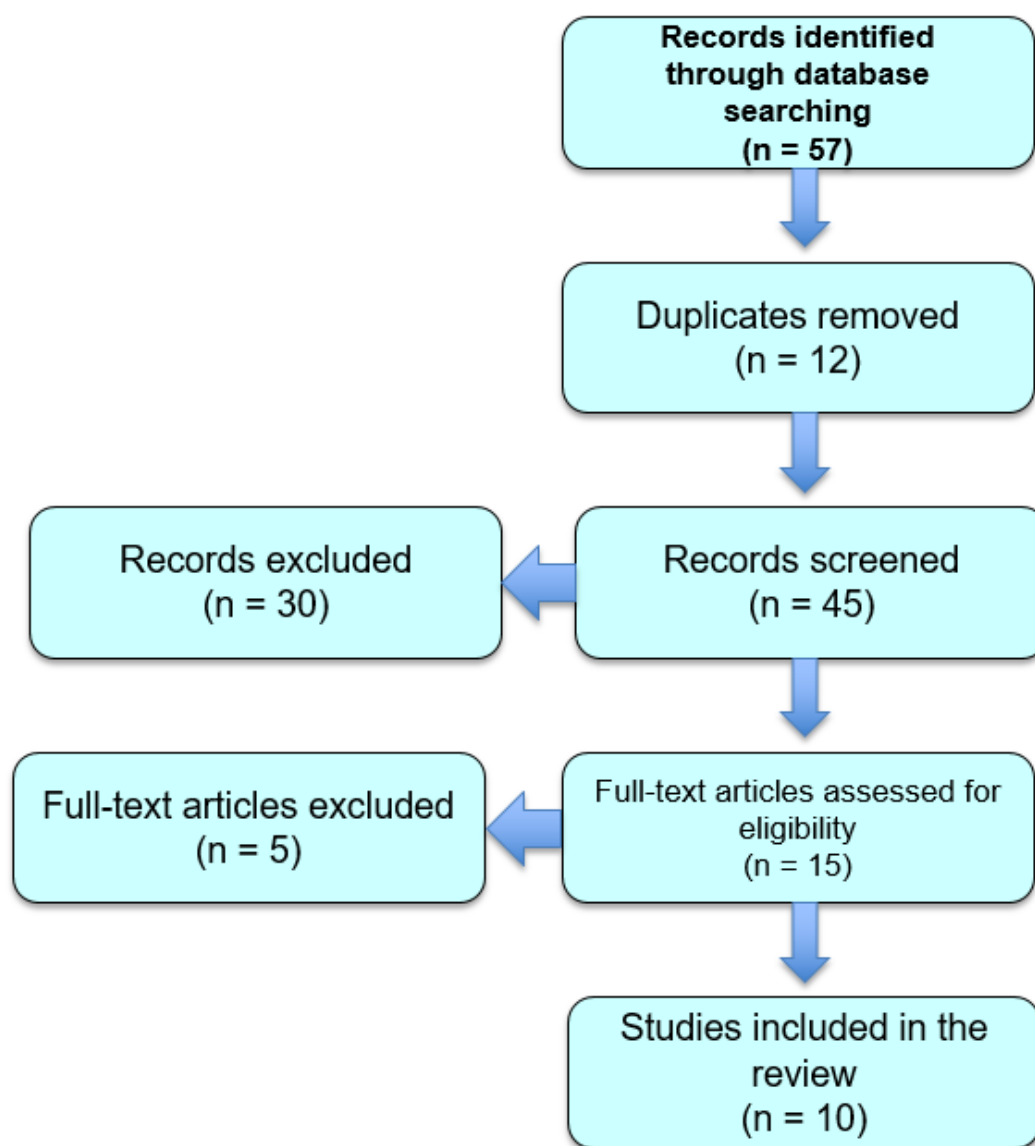 Records identified
through database
searching
(n = 57)
Duplicates removed
(n = 12)
Records excluded
(n = 30)
Records screened
(n = 45)
Full-text articles excluded
(n = 5)
Full-text articles assessed for
eligibility
(n = 15)
Studies included in the
review
(n = 10)